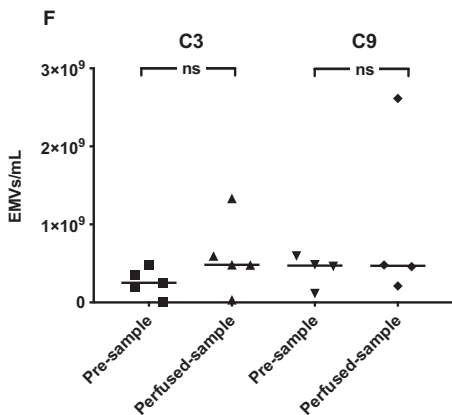 F
C3 C9
ns ns
3×10⁹
2×10⁹
1×10⁹
0
EMVs/mL
Pre-sample Perfused-sample Pre-sample Perfused-sample